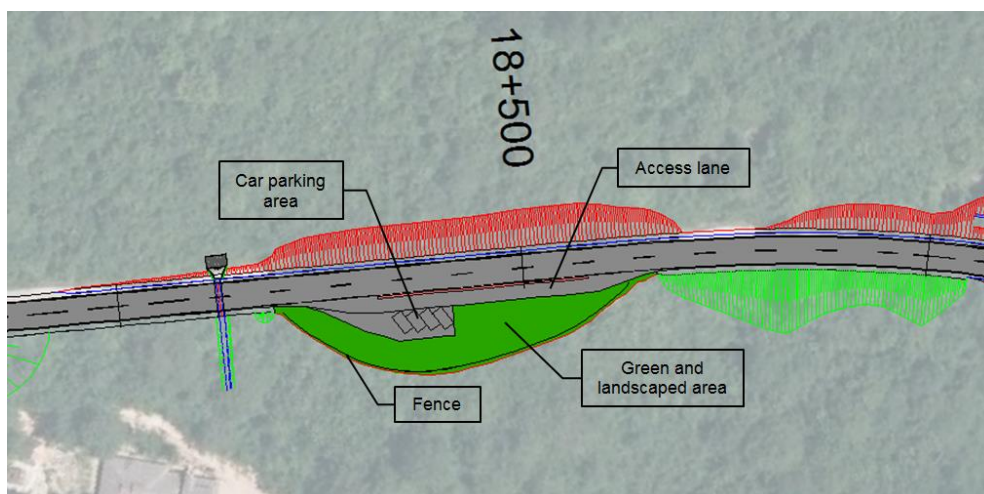 18+500
Car parking
area
Access lane
Green and
landscaped area
Fence